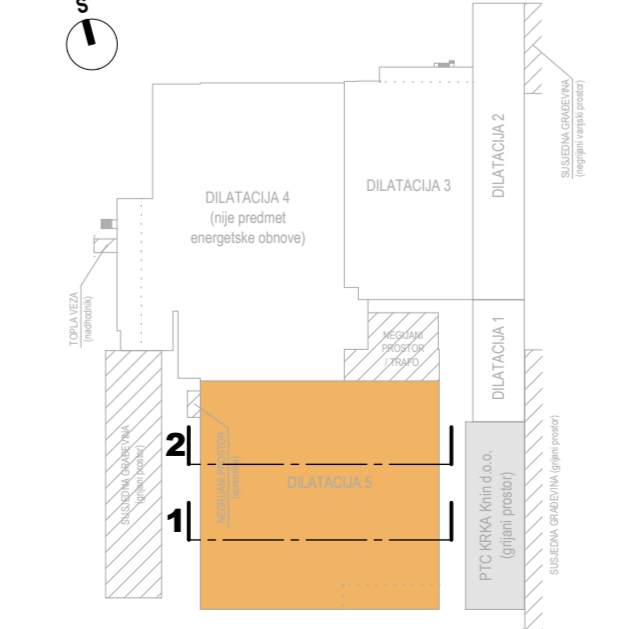 S
DILATACIJA 4
(nije predmet
energetske obnove)
DILATACIJA 3
DILATACIJA 2
SUSJEDNA GRAĐEVINA
(negrijani vanjski prostor)
TOPLA VEZA
(nadhodnik)
NEGIJANI
PROSTOR
/ TRAFO
DILATACIJA 1
SUSJEDNA GRAĐEVINA
(grijani prostor)
NEGRIJANI PROSTOR
2
DILATACIJA 5
1
PTC KRKA Knin d.o.o.
(grijani prostor)
SUSJEDNA GRAĐEVINA (grijani prostor)